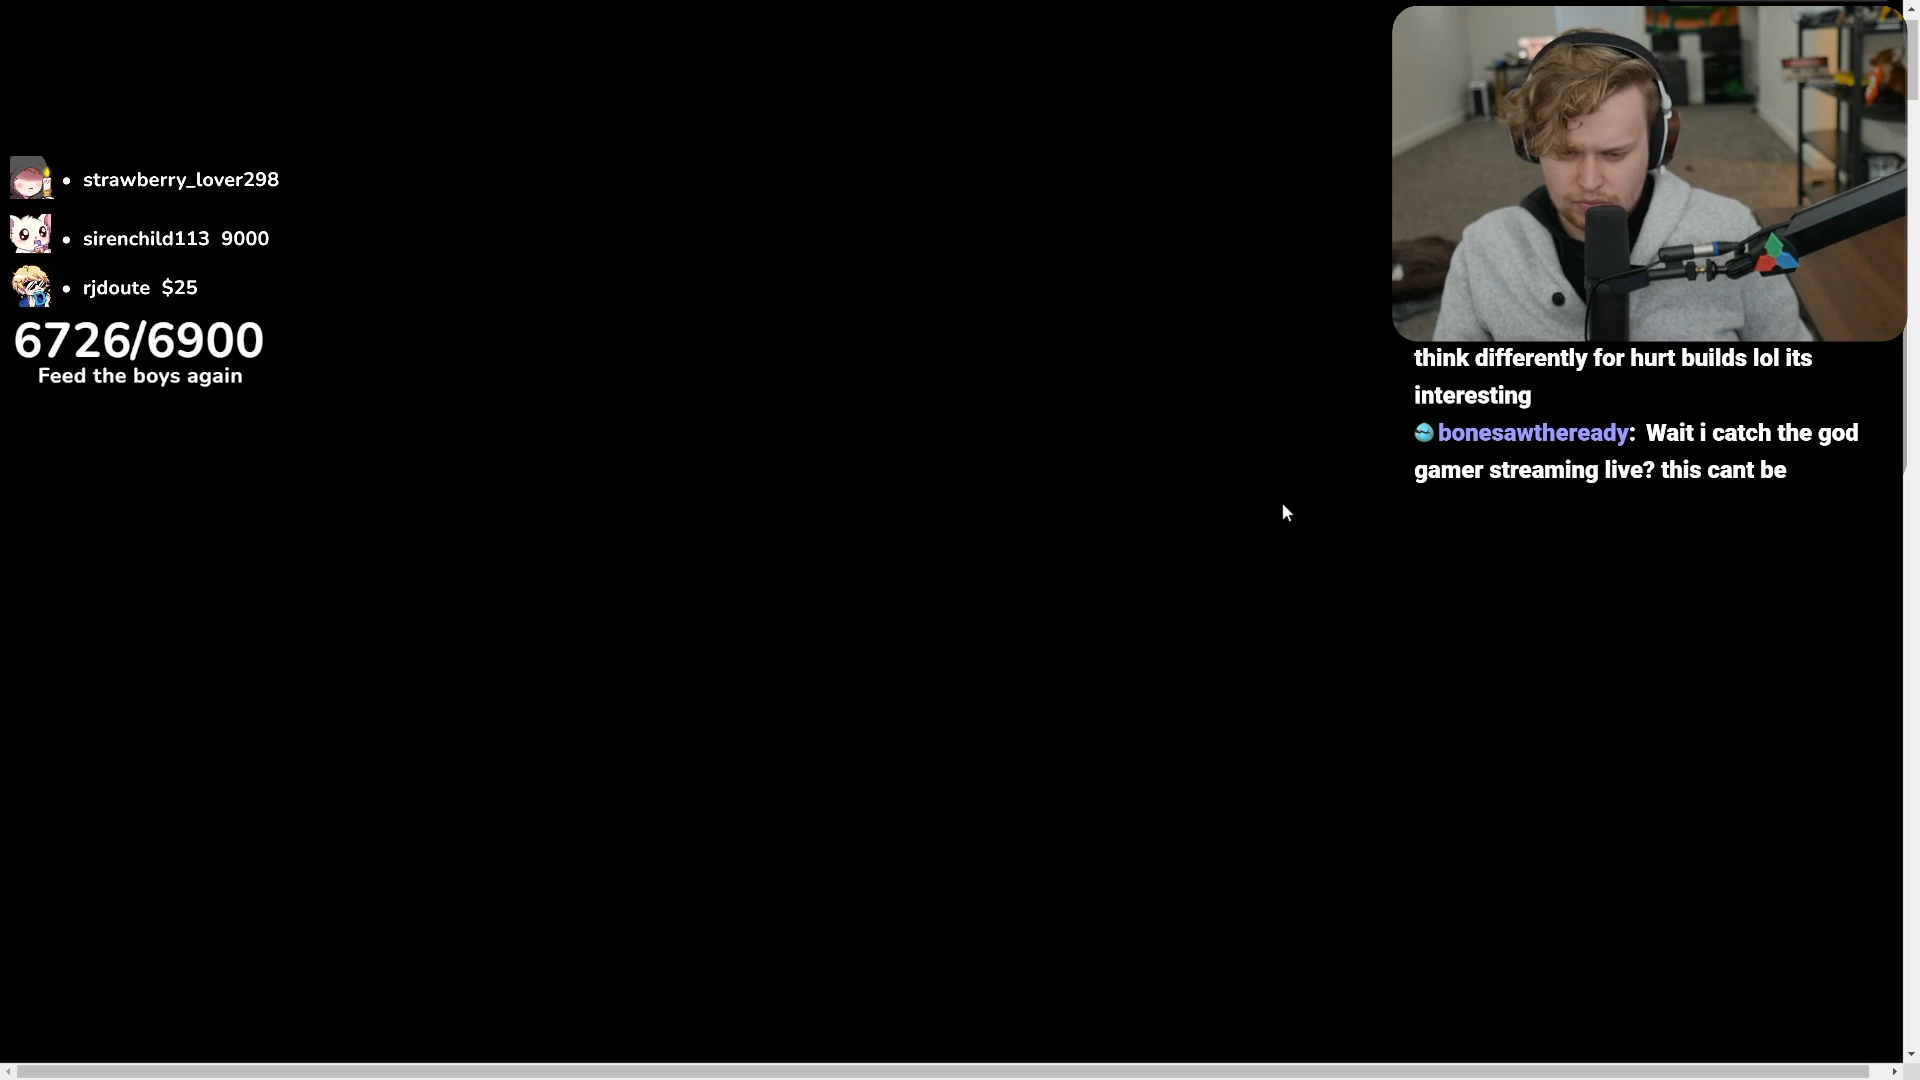 strawberry_lover298
sirenchild113 9000
rjdoute $25
6726/6900
Feed the boys again
think differently for hurt builds lol its
interesting
bonesawtheready: Wait i catch the god
gamer streaming live? this cant be